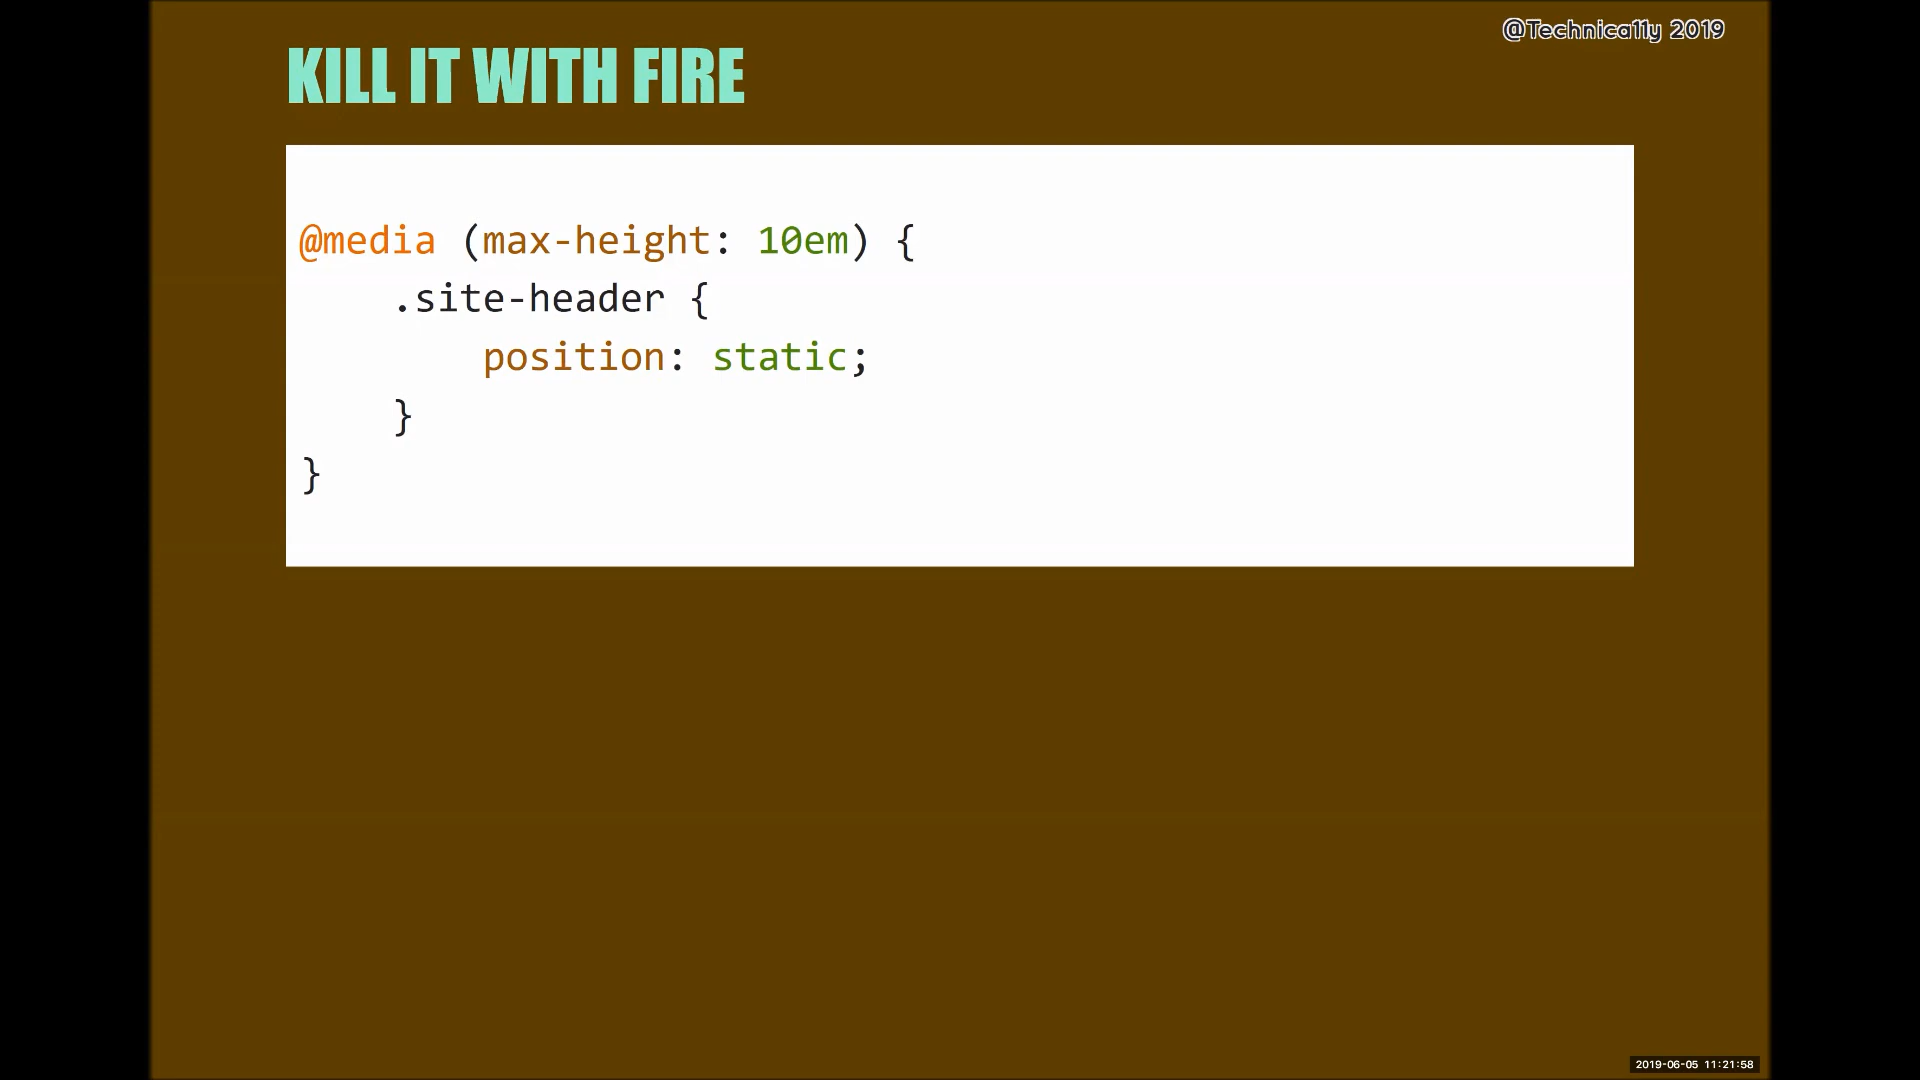 @Technica11y 2019
KILL IT WITH FIRE
@media (max-height: 10em) {
    .site-header {
        position: static;
    }
}
2019-06-05 11:21:58